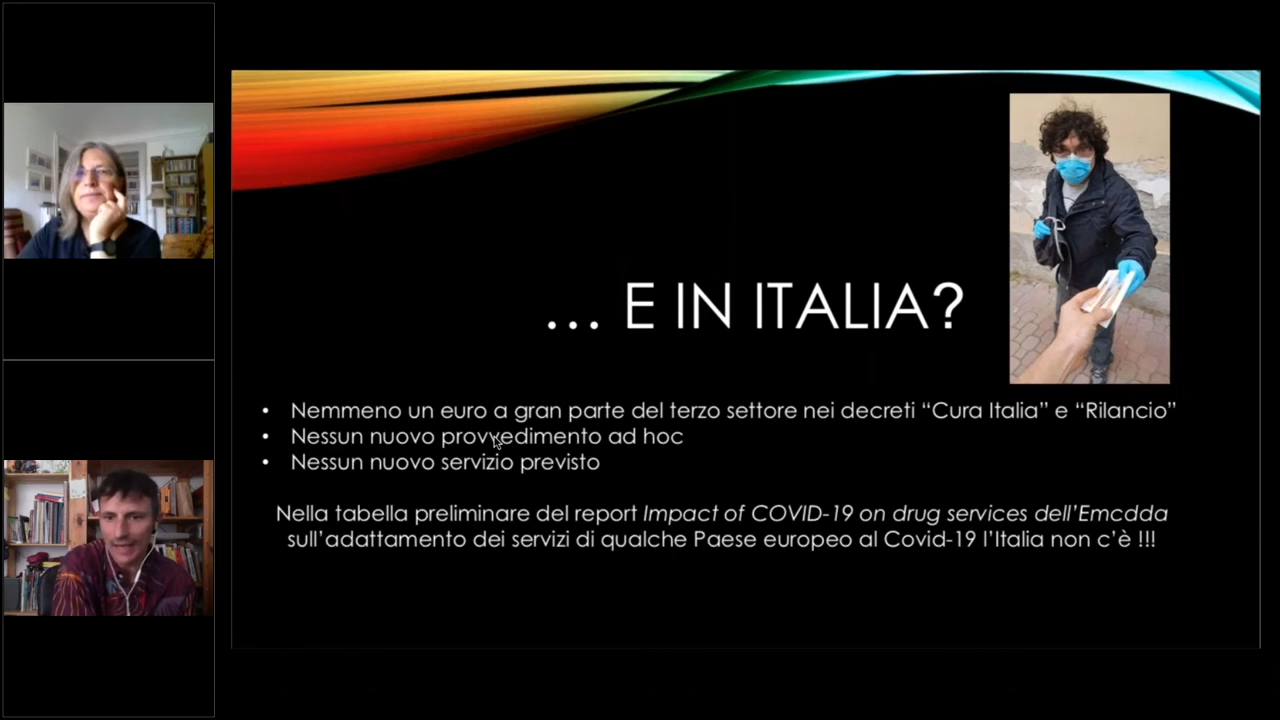 ... E IN ITALIA?
• Nemmeno un euro a gran parte del terzo settore nei decreti “Cura Italia” e “Rilancio”
• Nessun nuovo provvedimento ad hoc
• Nessun nuovo servizio previsto
Nella tabella preliminare del report Impact of COVID-19 on drug services dell’Emcdda
sull’adattamento dei servizi di qualche Paese europeo al Covid-19 l’Italia non c’è !!!